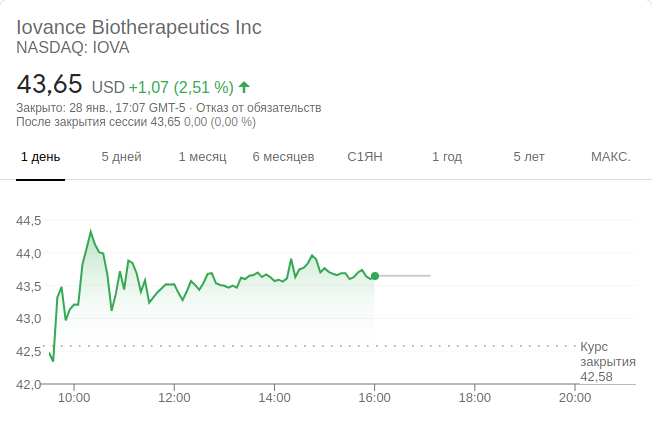 Iovance Biotherapeutics Inc
NASDAQ: IOVA
43,65 USD +1,07 (2,51 %)
Закрыто: 28 янв., 17:07 GMT-5 · Отказ от обязательств
После закрытия сессии 43,65 0,00 (0,00 %)
1 день 5 дней 1 месяц 6 месяцев С1ЯН 1 год 5 лет МАКС.
44,5
44,0
43,5
43,0
42,5
Курс
закрытия
42,58
42,0
10:00 12:00 14:00 16:00 18:00 20:00